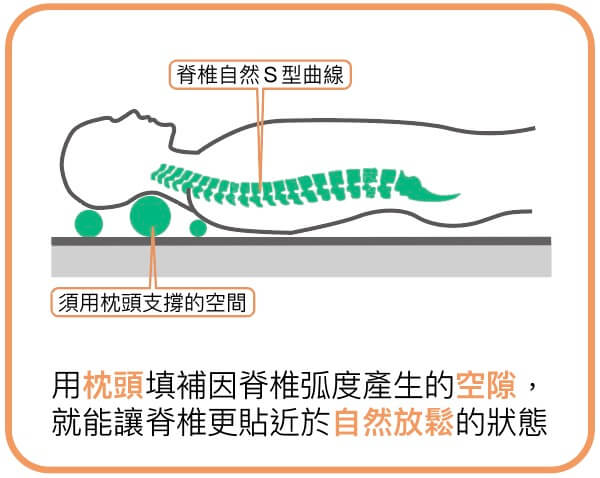 脊椎自然S型曲線
須用枕頭支撐的空間
用枕頭填補因脊椎弧度產生的空隙，
就能讓脊椎更貼近於自然放鬆的狀態